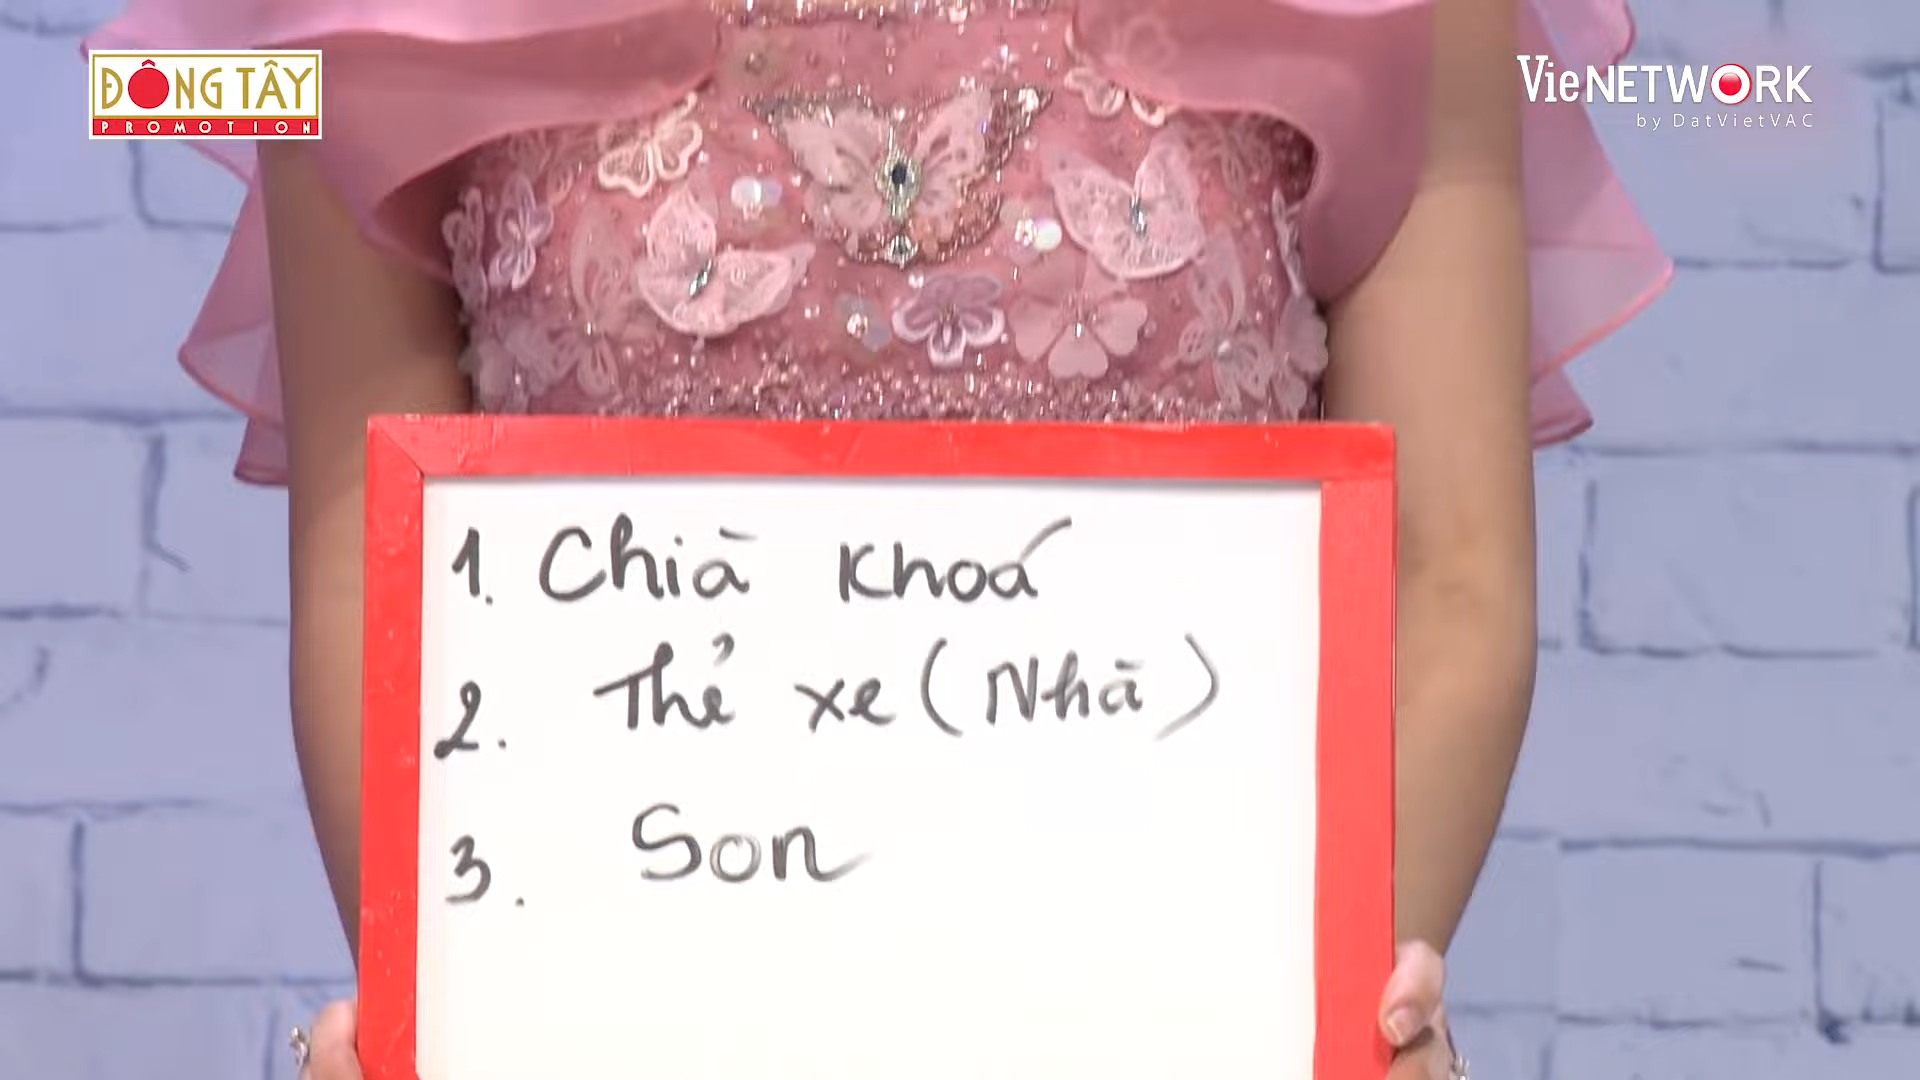 ĐÔNG TÂY
PROMOTION
VieNETWORK
by DatVietVAC
1. Chià Khoá
2. Thẻ xe (Nhà)
3. Son